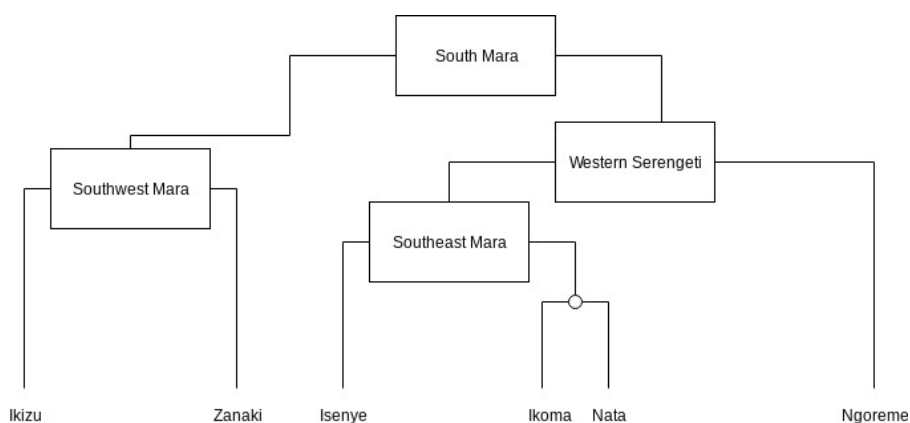 South Mara
Western Serengeti
Southwest Mara
Southeast Mara
Ikizu
Zanaki
Isenye
Ikoma
Nata
Ngoreme